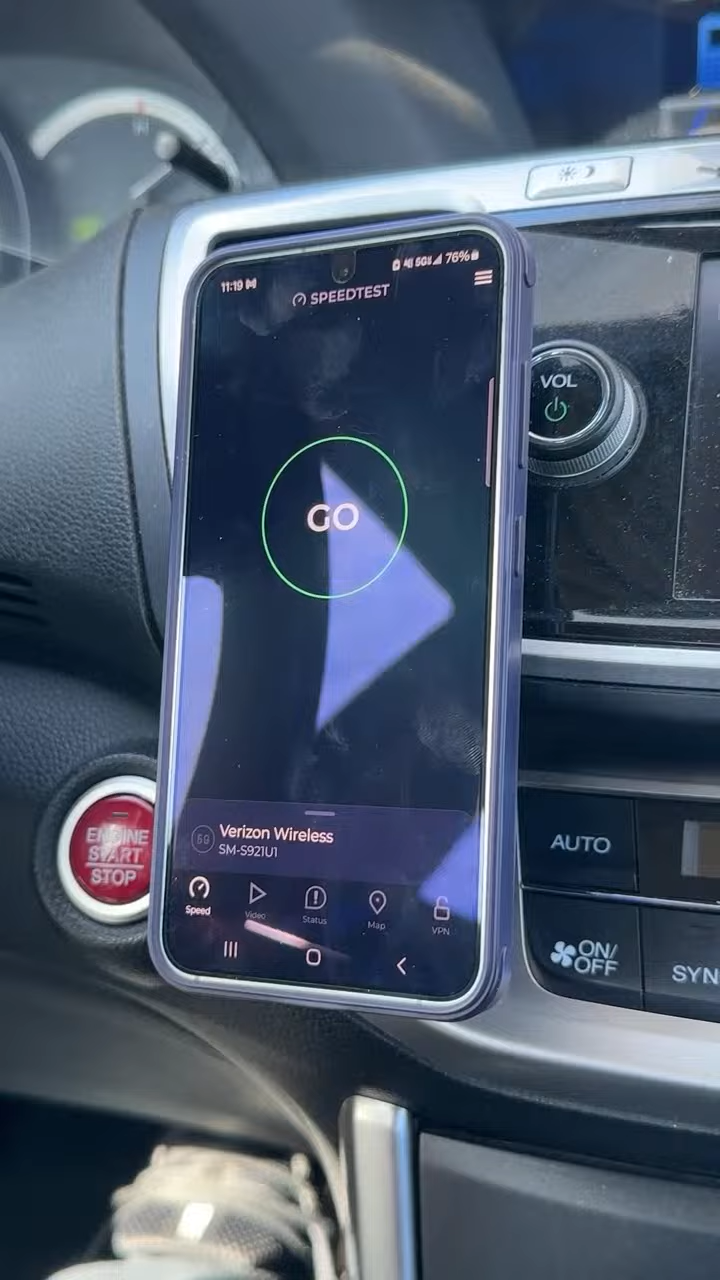 11:19
76%
SPEEDTEST
VOL
GO
5G
Verizon Wireless
SM-S921U1
ENGINE
START
STOP
AUTO
Speed
Video
Status
Map
VPN
ON/
OFF
SYN